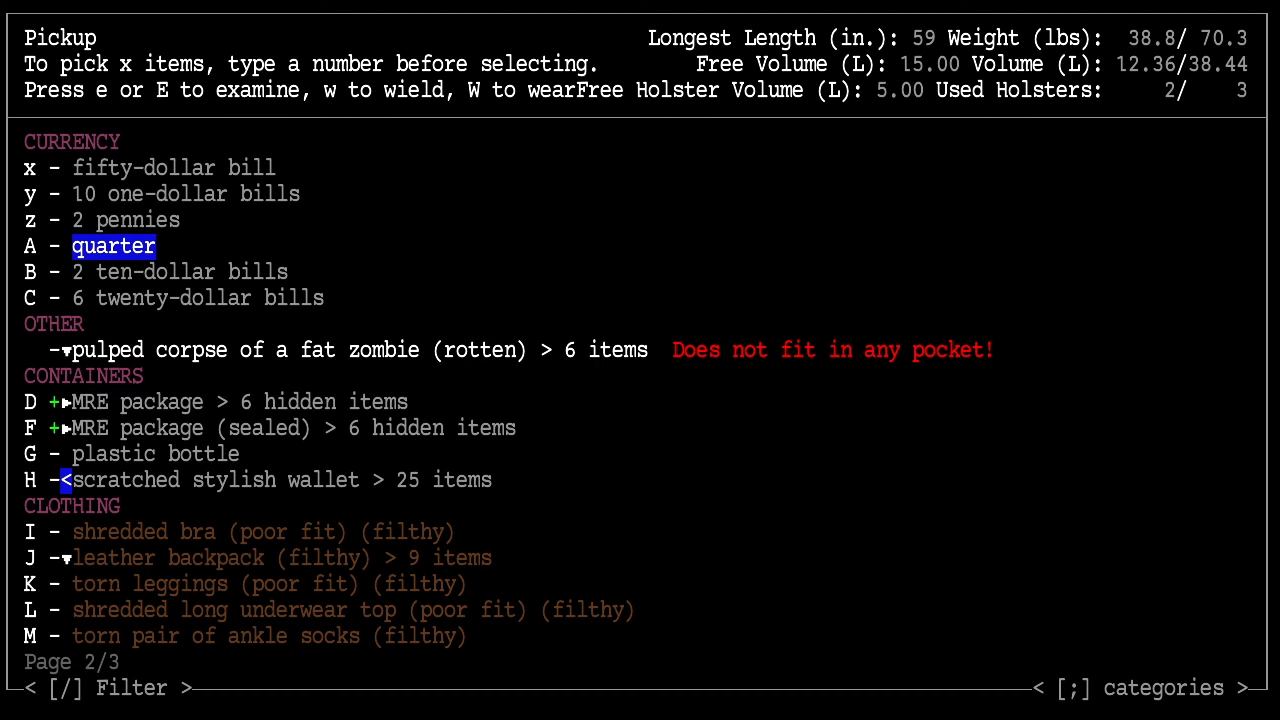 Pickup Longest Length (in.): 59 Weight (lbs): 38.8/ 70.3
To pick x items, type a number before selecting. Free Volume (L): 15.00 Volume (L): 12.36/38.44
Press e or E to examine, w to wield, W to wearFree Holster Volume (L): 5.00 Used Holsters: 2/ 3
CURRENCY
x - fifty-dollar bill
y - 10 one-dollar bills
z - 2 pennies
A - quarter
B - 2 ten-dollar bills
C - 6 twenty-dollar bills
OTHER
-▾pulped corpse of a fat zombie (rotten) > 6 items Does not fit in any pocket!
CONTAINERS
D +▸MRE package > 6 hidden items
F +▸MRE package (sealed) > 6 hidden items
G - plastic bottle
H -<scratched stylish wallet > 25 items
CLOTHING
I - shredded bra (poor fit) (filthy)
J -▾leather backpack (filthy) > 9 items
K - torn leggings (poor fit) (filthy)
L - shredded long underwear top (poor fit) (filthy)
M - torn pair of ankle socks (filthy)
Page 2/3
< [/] Filter > < [;] categories >